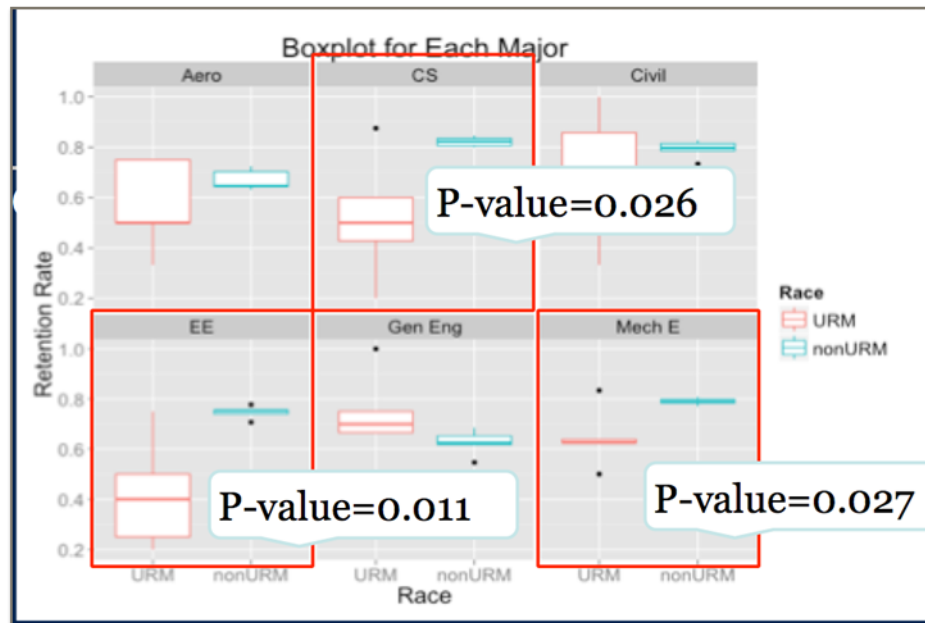 Boxplot for Each Major
Aero CS Civil
1.0
0.8
0.6
0.4
0.2
P-value=0.026
Retention Rate
EE Gen Eng Mech E
1.0
0.8
0.6
0.4
0.2
P-value=0.011
P-value=0.027
URM nonURM URM nonURM URM nonURM
Race
Race
URM
nonURM